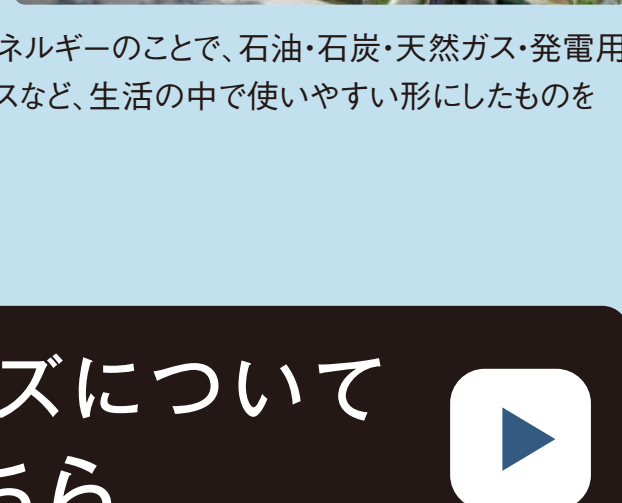 ネルギーのことで、石油・石炭・天然ガス・発電用
スなど、生活の中で使いやすい形にしたものを
ズについて
ちら